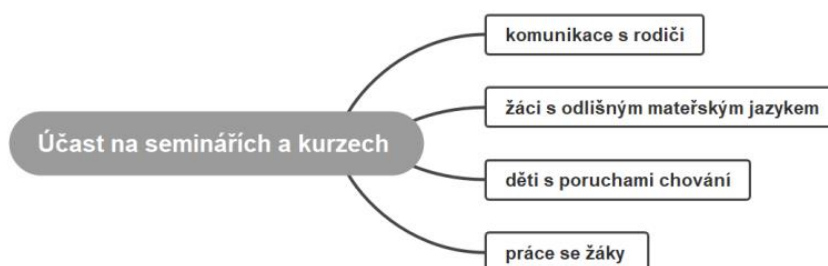 komunikace s rodiči
žáci s odlišným mateřským jazykem
Účast na seminářích a kurzech
děti s poruchami chování
práce se žáky